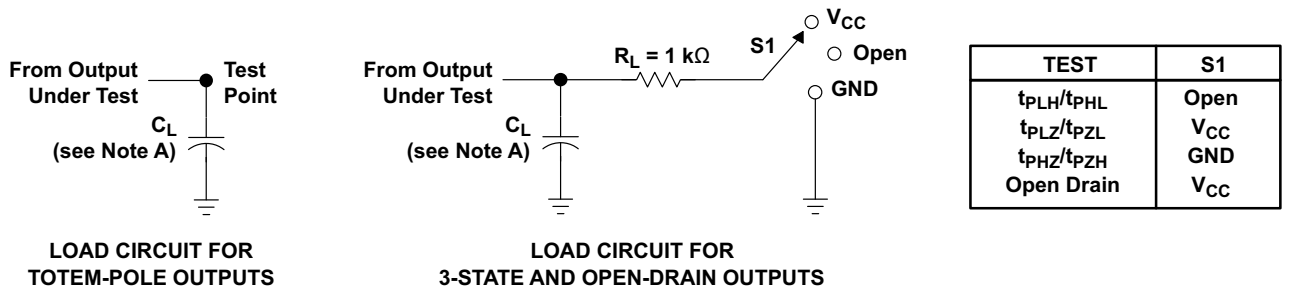 From Output
Under Test
Test
Point
C_L
(see Note A)
LOAD CIRCUIT FOR
TOTEM-POLE OUTPUTS
From Output
Under Test
R_L = 1 kΩ
S1
V_CC
Open
GND
C_L
(see Note A)
LOAD CIRCUIT FOR
3-STATE AND OPEN-DRAIN OUTPUTS
TEST S1
t_PLH/t_PHL Open
t_PLZ/t_PZL V_CC
t_PHZ/t_PZH GND
Open Drain V_CC